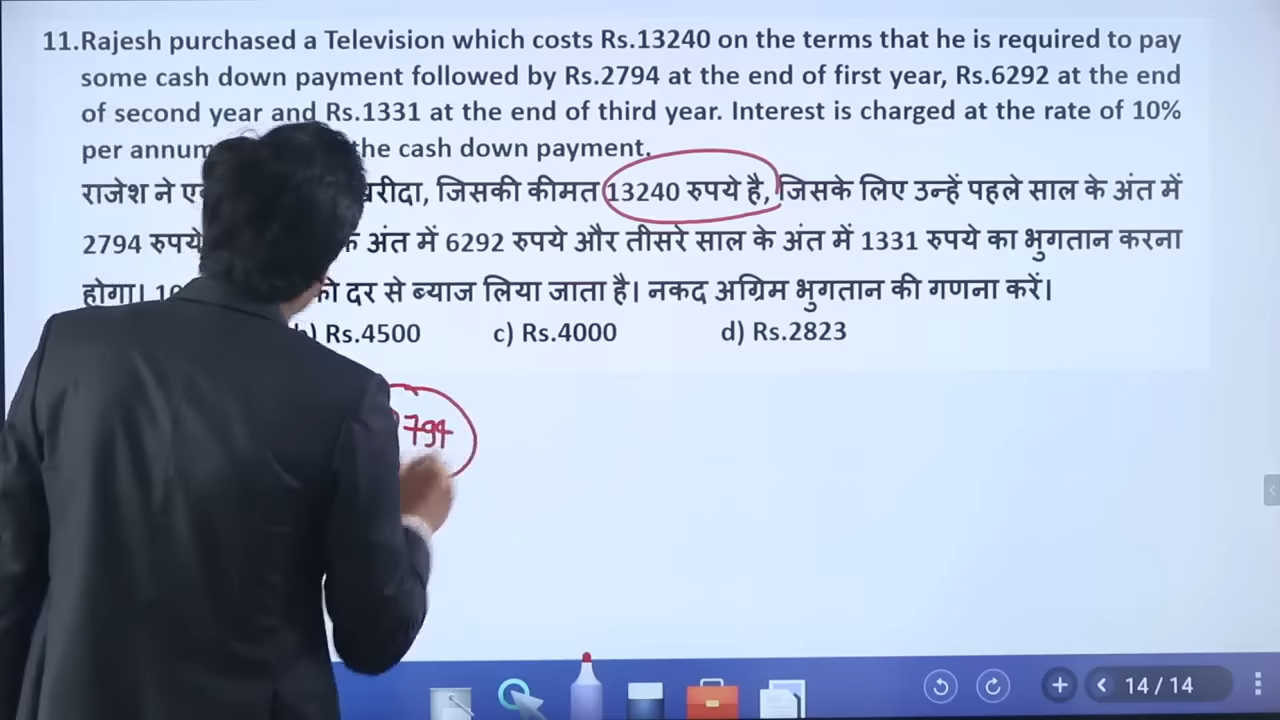 11.Rajesh purchased a Television which costs Rs.13240 on the terms that he is required to pay
some cash down payment followed by Rs.2794 at the end of first year, Rs.6292 at the end
of second year and Rs.1331 at the end of third year. Interest is charged at the rate of 10%
per annum the cash down payment.
राजेश ने जिसकी कीमत 13240 रुपये है, जिसके लिए उन्हें पहले साल के अंत में
2794 रुपये अंत में 6292 रुपये और तीसरे साल के अंत में 1331 रुपये का भुगतान करना
होगा। दर से ब्याज लिया जाता है। नकद अग्रिम भुगतान की गणना करें।
Rs.4500 c) Rs.4000 d) Rs.2823
794
14 / 14